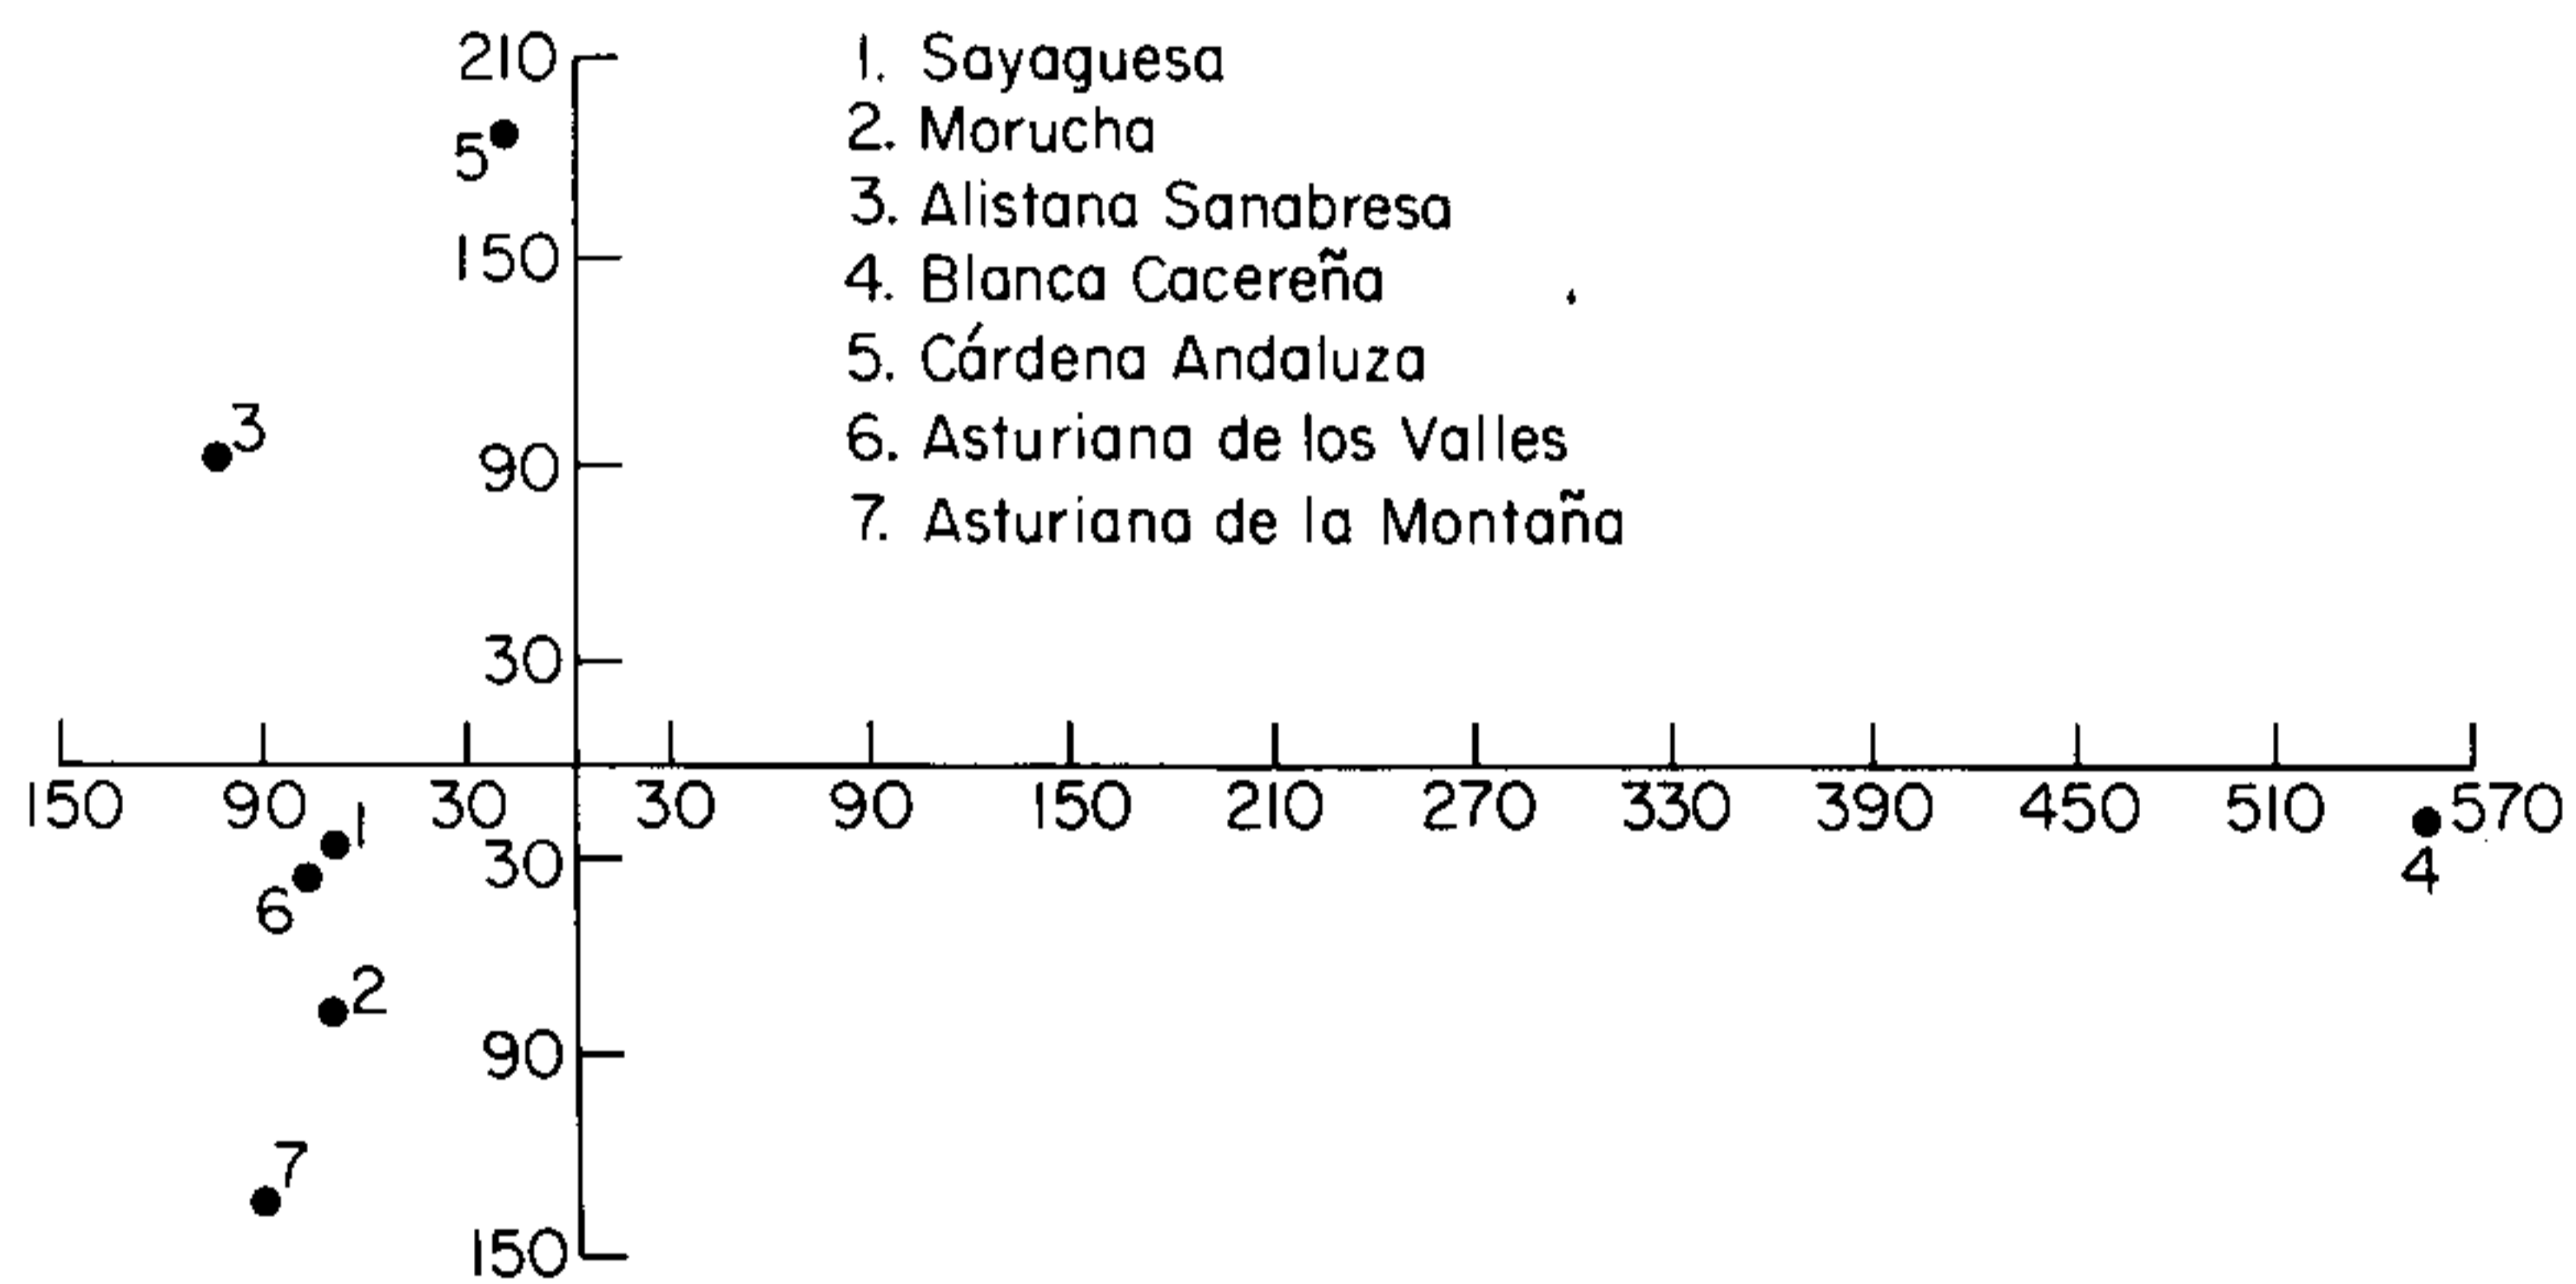 210
1. Sayaguesa
2. Morucha
5
3. Alistana Sanabresa
150
4. Blanca Cacereña
5. Cárdena Andaluza
3
6. Asturiana de los Valles
90
7. Asturiana de la Montaña
30
150 90 30 30 90 150 210 270 330 390 450 510 570
1
30
4
6
2
90
7
150